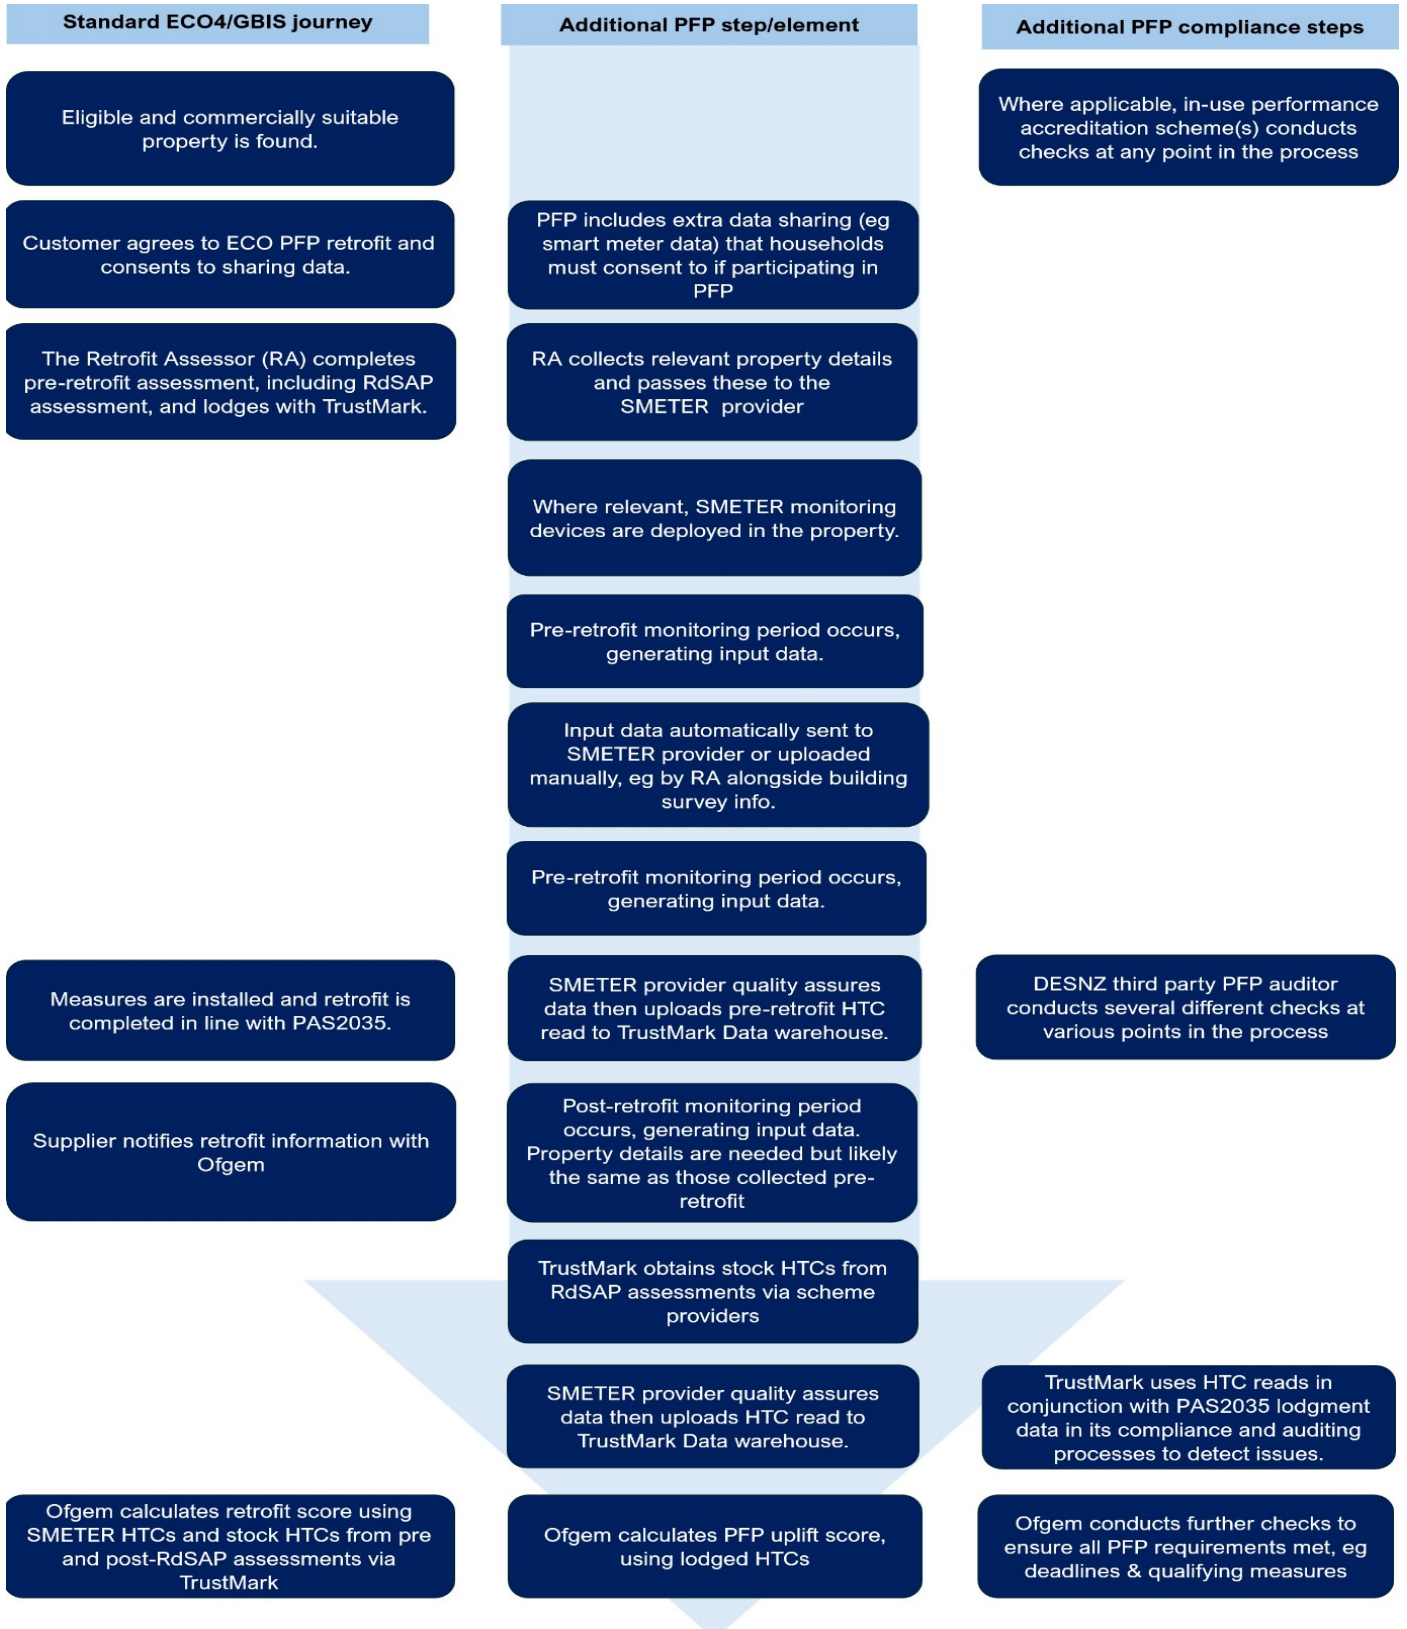 Standard ECO4/GBIS journey
Additional PFP step/element
Additional PFP compliance steps
Eligible and commercially suitable
property is found.
Where applicable, in-use performance
accreditation scheme(s) conducts
checks at any point in the process
Customer agrees to ECO PFP retrofit and
consents to sharing data.
PFP includes extra data sharing (eg
smart meter data) that households
must consent to if participating in
PFP
The Retrofit Assessor (RA) completes
pre-retrofit assessment, including RdSAP
assessment, and lodges with TrustMark.
RA collects relevant property details
and passes these to the
SMETER provider
Where relevant, SMETER monitoring
devices are deployed in the property.
Pre-retrofit monitoring period occurs,
generating input data.
Input data automatically sent to
SMETER provider or uploaded
manually, eg by RA alongside building
survey info.
Pre-retrofit monitoring period occurs,
generating input data.
Measures are installed and retrofit is
completed in line with PAS2035.
SMETER provider quality assures
data then uploads pre-retrofit HTC
read to TrustMark Data warehouse.
DESNZ third party PFP auditor
conducts several different checks at
various points in the process
Supplier notifies retrofit information with
Ofgem
Post-retrofit monitoring period
occurs, generating input data.
Property details are needed but likely
the same as those collected pre-
retrofit
TrustMark obtains stock HTCs from
RdSAP assessments via scheme
providers
SMETER provider quality assures
data then uploads HTC read to
TrustMark Data warehouse.
TrustMark uses HTC reads in
conjunction with PAS2035 lodgment
data in its compliance and auditing
processes to detect issues.
Ofgem calculates retrofit score using
SMETER HTCs and stock HTCs from pre
and post-RdSAP assessments via
TrustMark
Ofgem calculates PFP uplift score,
using lodged HTCs
Ofgem conducts further checks to
ensure all PFP requirements met, eg
deadlines & qualifying measures